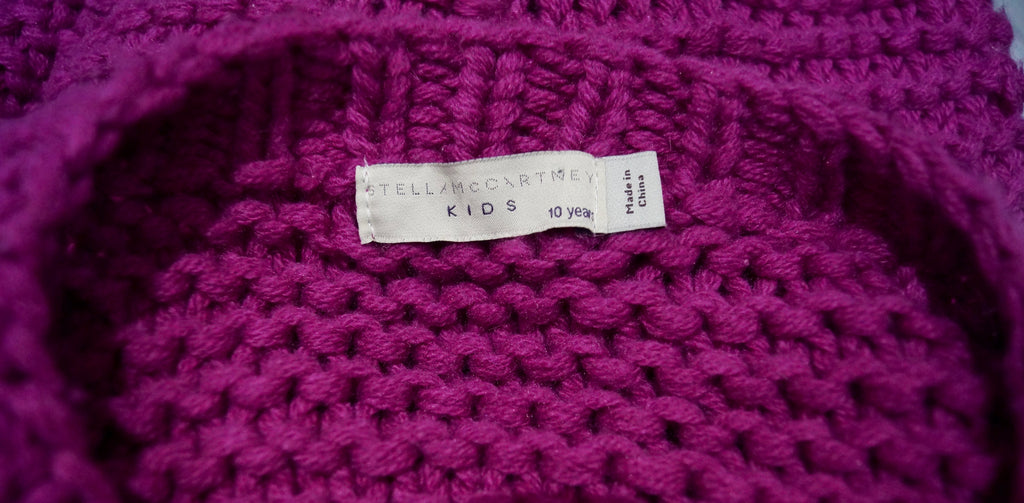 STELLA McCARTNEY
KIDS
10 years
Made in
China